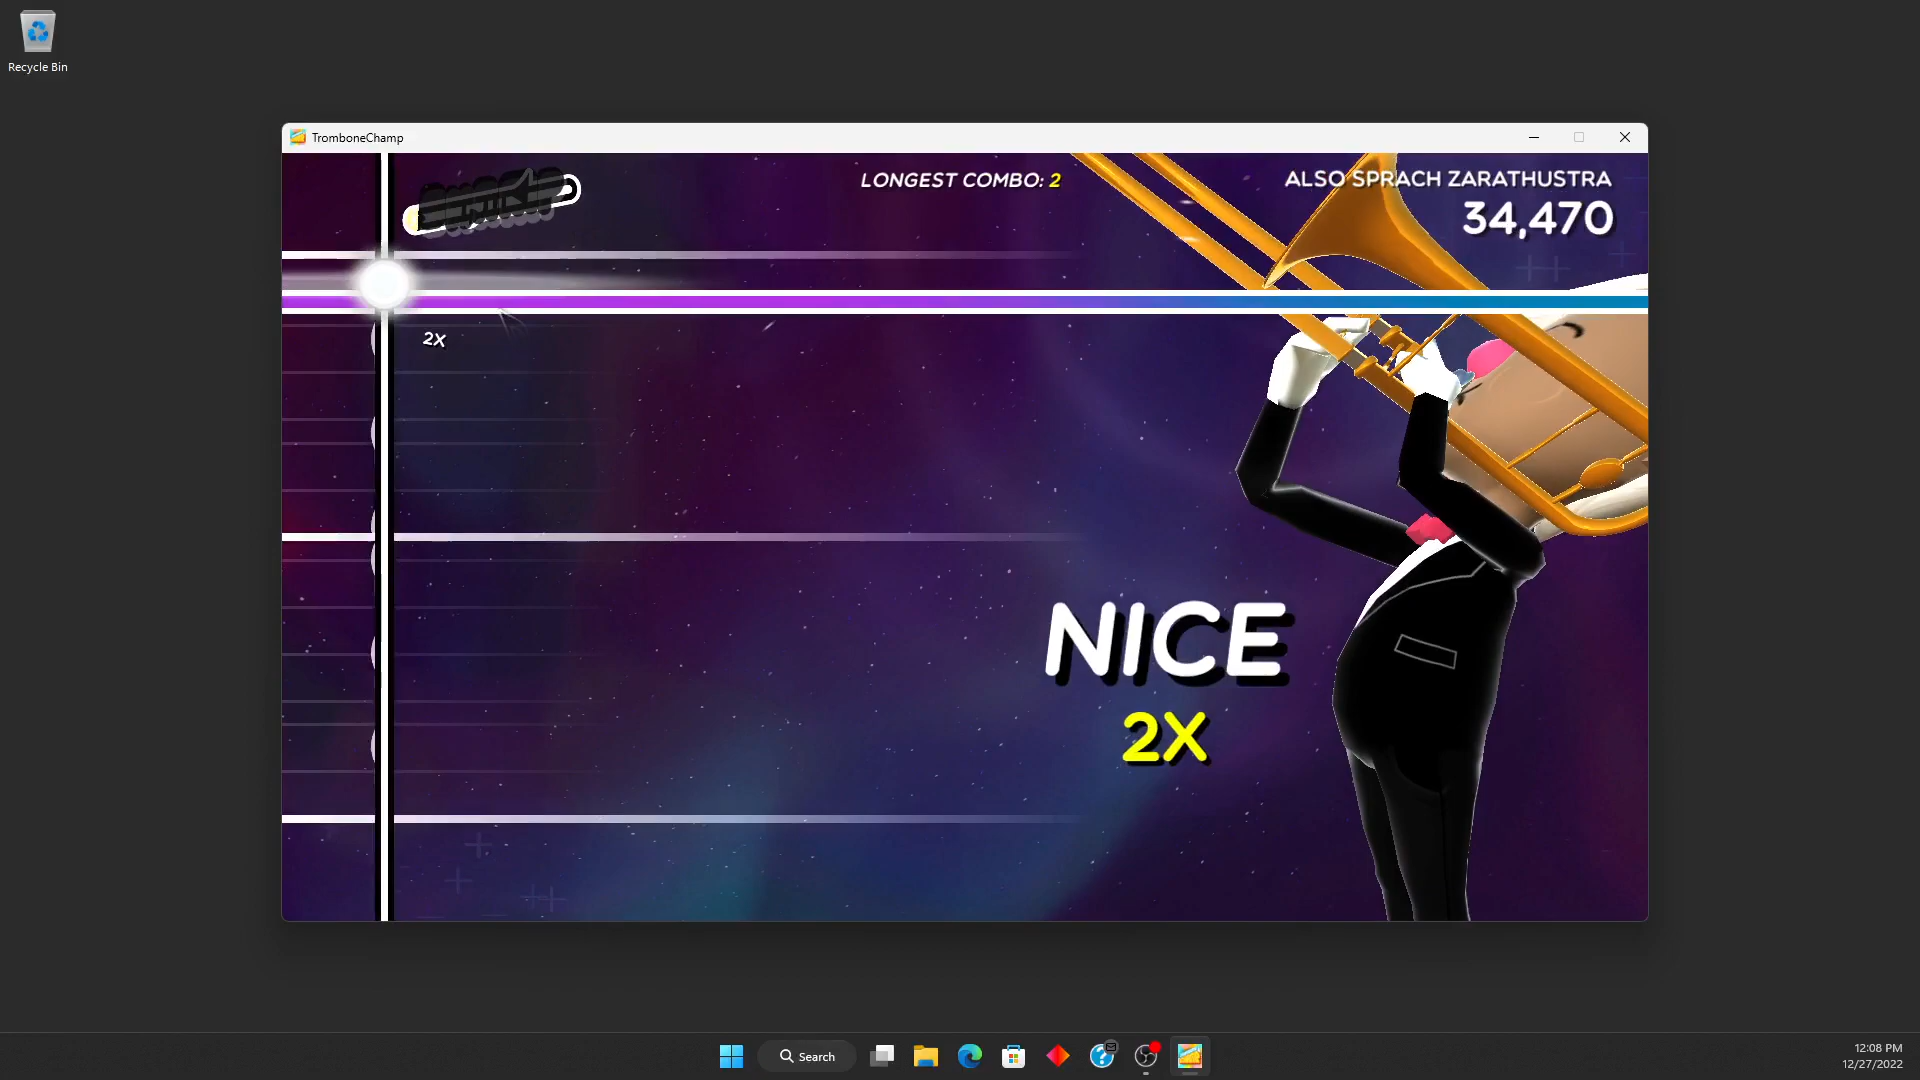 Recycle Bin
TromboneChamp
LONGEST COMBO: 2
ALSO SPRACH ZARATHUSTRA
34,470
2X
NICE
2X
Search
12:08 PM
12/27/2022